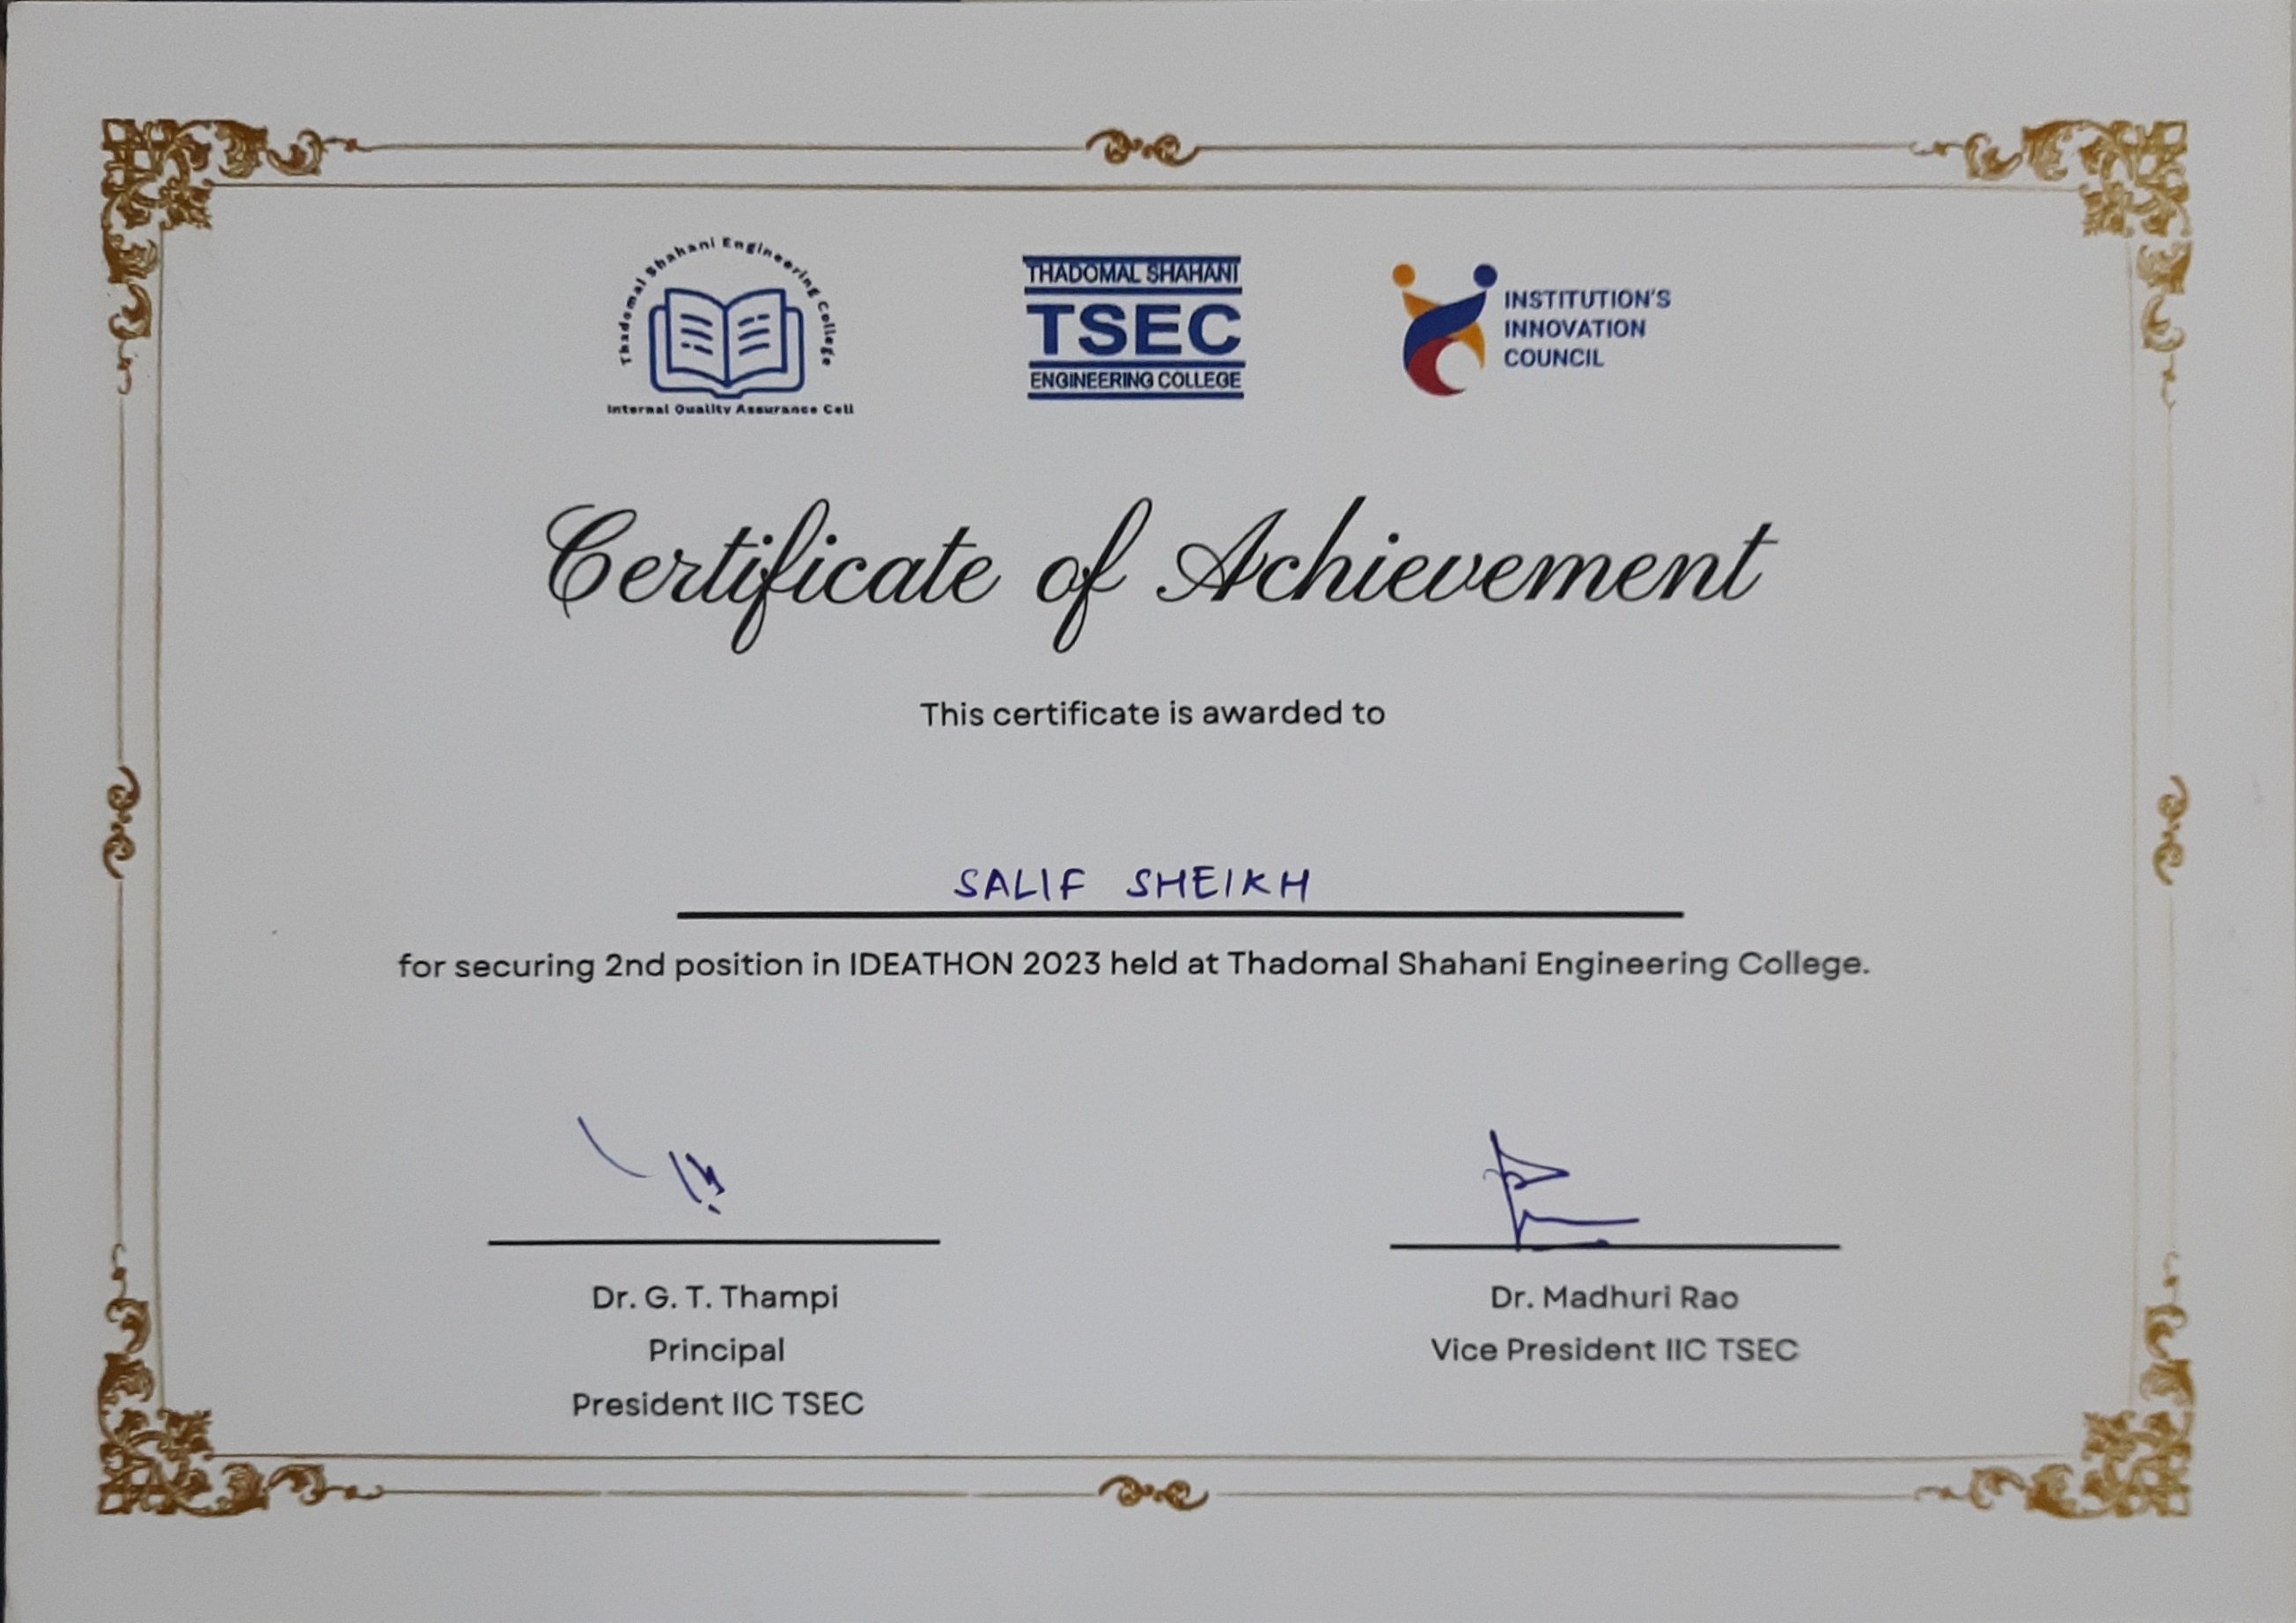 Thadomal Shahani Engineering College
Internal Quality Assurance Cell
THADOMAL SHAHANI
TSEC
ENGINEERING COLLEGE
INSTITUTION'S
INNOVATION
COUNCIL
Certificate of Achievement
This certificate is awarded to
SALIF SHEIKH
for securing 2nd position in IDEATHON 2023 held at Thadomal Shahani Engineering College.
Dr. G. T. Thampi
Principal
President IIC TSEC
Dr. Madhuri Rao
Vice President IIC TSEC